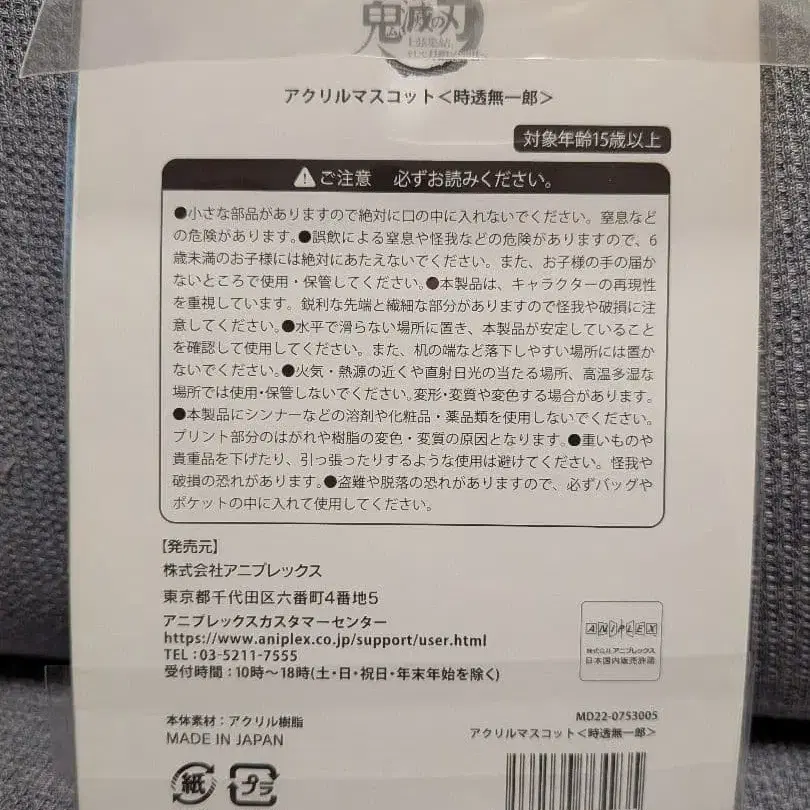 鬼滅の刃
上弦集結、
アクリルマスコット＜時透無一郎＞
対象年齢15歳以上
ご注意 必ずお読みください。
●小さな部品がありますので絶対に口の中に入れないでください。窒息など
の危険があります。●誤飲による窒息や怪我などの危険がありますので、6
歳未満のお子様には絶対にあたえないでください。また、お子様の手の届か
ないところで使用・保管してください。●本製品は、キャラクターの再現性
を重視しています。鋭利な先端と繊細な部分がありますので怪我や破損に注
意してください。●水平で滑らない場所に置き、本製品が安定していること
を確認して使用してください。また、机の端など落下しやすい場所には置か
ないでください。●火気・熱源の近くや直射日光の当たる場所、高温多湿な
場所では使用・保管しないでください。変形・変質や変色する場合があります。
●本製品にシンナーなどの溶剤や化粧品・薬品類を使用しないでください。
プリント部分のはがれや樹脂の変色・変質の原因となります。●重いものや
貴重品を下げたり、引っ張ったりするような使用は避けてください。怪我や
破損の恐れがあります。●盗難や脱落の恐れがありますので、必ずバッグや
ポケットの中に入れて使用してください。
【発売元】
株式会社アニプレックス
東京都千代田区六番町4番地5
アニプレックスカスタマーセンター
https://www.aniplex.co.jp/support/user.html
TEL：03-5211-7555
受付時間：10時～18時(土・日・祝日・年末年始を除く)
ANIPLEX
株式会社アニプレックス
日本国内販売許諾
本体素材：アクリル樹脂
MADE IN JAPAN
MD22-0753005
アクリルマスコット＜時透無一郎＞
紙
プラ